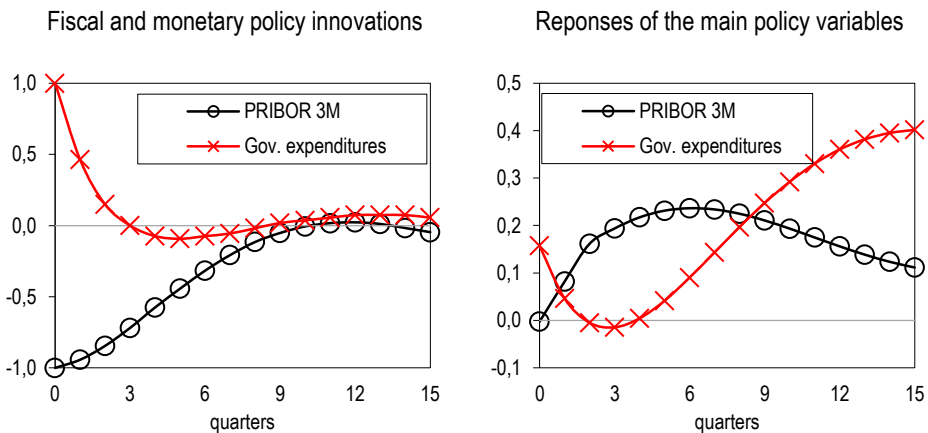 Fiscal and monetary policy innovations
1,0
0,5
0,0
-0,5
-1,0
PRIBOR 3M
Gov. expenditures
0 3 6 9 12 15
quarters
Reponses of the main policy variables
0,5
0,4
0,3
0,2
0,1
0,0
-0,1
PRIBOR 3M
Gov. expenditures
0 3 6 9 12 15
quarters